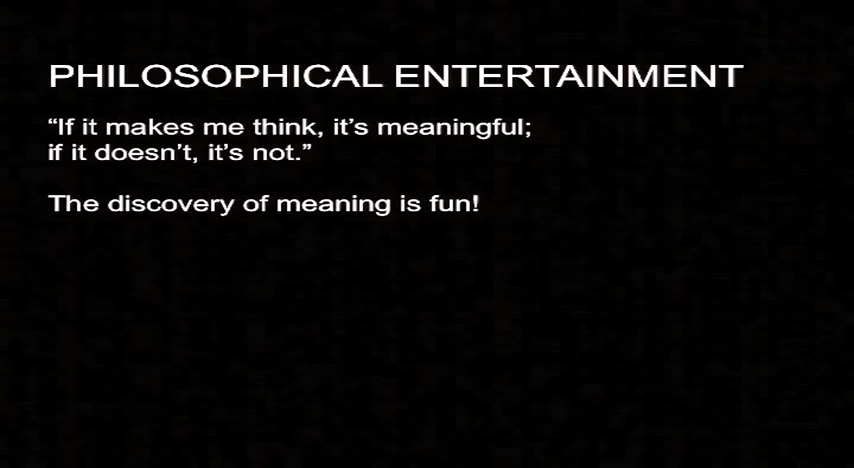 PHILOSOPHICAL ENTERTAINMENT
“If it makes me think, it’s meaningful;
if it doesn’t, it’s not.”
The discovery of meaning is fun!